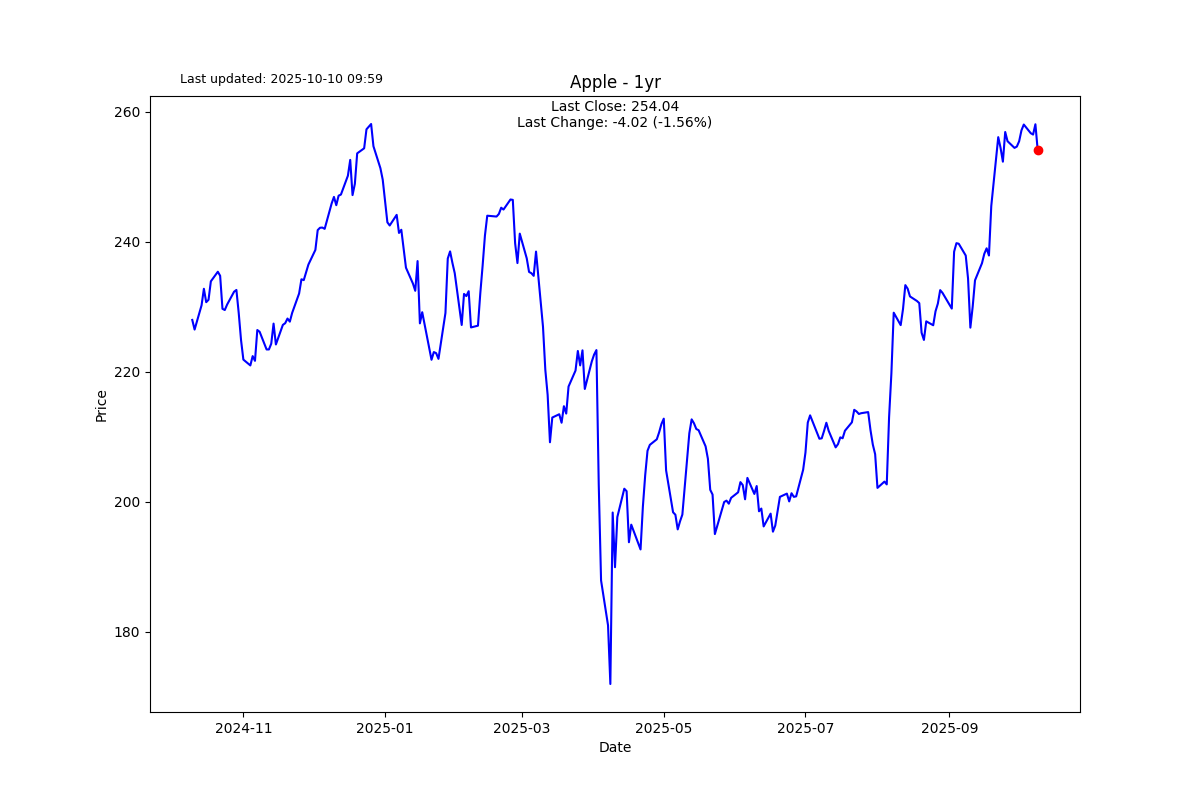 Last updated: 2025-10-10 09:59
Apple - 1yr
Last Close: 254.04
Last Change: -4.02 (-1.56%)
260
240
220
200
180
Price
2024-11
2025-01
2025-03
2025-05
2025-07
2025-09
Date